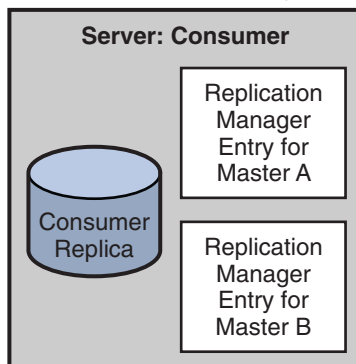 Server: Consumer
Replication
Manager
Entry for
Master A
Consumer
Replica
Replication
Manager
Entry for
Master B